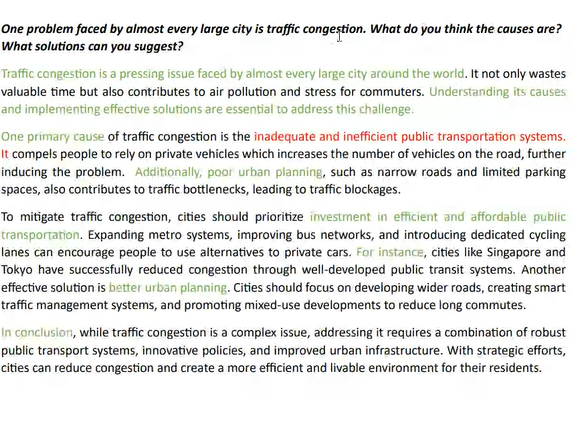 One problem faced by almost every large city is traffic congestion. What do you think the causes are?
What solutions can you suggest?
Traffic congestion is a pressing issue faced by almost every large city around the world. It not only wastes
valuable time but also contributes to air pollution and stress for commuters. Understanding its causes
and implementing effective solutions are essential to address this challenge.
One primary cause of traffic congestion is the inadequate and inefficient public transportation systems.
It compels people to rely on private vehicles which increases the number of vehicles on the road, further
inducing the problem. Additionally, poor urban planning, such as narrow roads and limited parking
spaces, also contributes to traffic bottlenecks, leading to traffic blockages.
To mitigate traffic congestion, cities should prioritize investment in efficient and affordable public
transportation. Expanding metro systems, improving bus networks, and introducing dedicated cycling
lanes can encourage people to use alternatives to private cars. For instance, cities like Singapore and
Tokyo have successfully reduced congestion through well-developed public transit systems. Another
effective solution is better urban planning. Cities should focus on developing wider roads, creating smart
traffic management systems, and promoting mixed-use developments to reduce long commutes.
In conclusion, while traffic congestion is a complex issue, addressing it requires a combination of robust
public transport systems, innovative policies, and improved urban infrastructure. With strategic efforts,
cities can reduce congestion and create a more efficient and livable environment for their residents.